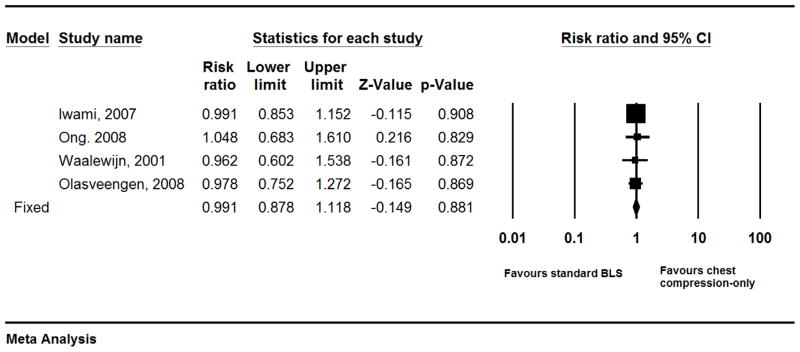 Model Study name Statistics for each study Risk ratio and 95% CI
Risk ratio Lower limit Upper limit Z-Value p-Value
Iwami, 2007 0.991 0.853 1.152 -0.115 0.908
Ong. 2008 1.048 0.683 1.610 0.216 0.829
Waalewijn, 2001 0.962 0.602 1.538 -0.161 0.872
Olasveengen, 2008 0.978 0.752 1.272 -0.165 0.869
Fixed 0.991 0.878 1.118 -0.149 0.881
0.01 0.1 1 10 100
Favours standard BLS Favours chest compression-only
Meta Analysis